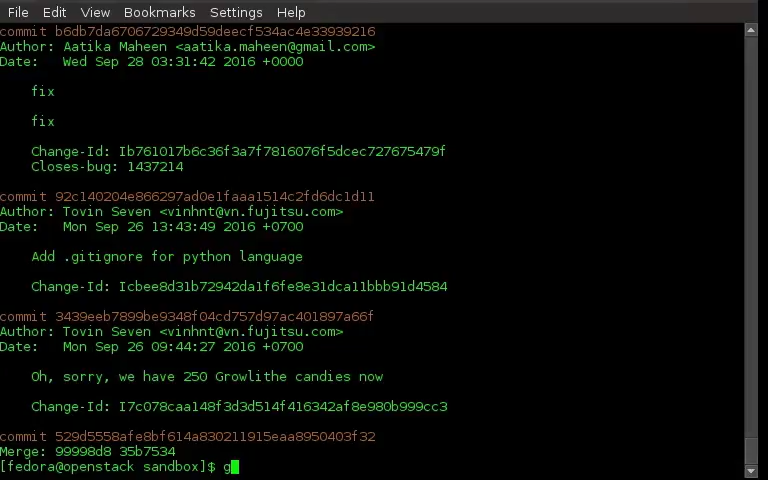 File Edit View Bookmarks Settings Help
commit b6db7da6706729349d59deecf534ac4e33939216
Author: Aatika Maheen <aatika.maheen@gmail.com>
Date:   Wed Sep 28 03:31:42 2016 +0000
fix
fix
Change-Id: Ib761017b6c36f3a7f7816076f5dcec727675479f
Closes-bug: 1437214
commit 92c140204e866297ad0e1faaa1514c2fd6dc1d11
Author: Tovin Seven <vinhnt@vn.fujitsu.com>
Date:   Mon Sep 26 13:43:49 2016 +0700
Add .gitignore for python language
Change-Id: Icbee8d31b72942da1f6fe8e31dca11bbb91d4584
commit 3439eeb7899be9348f04cd757d97ac401897a66f
Author: Tovin Seven <vinhnt@vn.fujitsu.com>
Date:   Mon Sep 26 09:44:27 2016 +0700
Oh, sorry, we have 250 Growlithe candies now
Change-Id: I7c078caa148f3d3d514f416342af8e980b999cc3
commit 529d5558afe8bf614a830211915eaa8950403f32
Merge: 99998d8 35b7534
[fedora@openstack sandbox]$ g